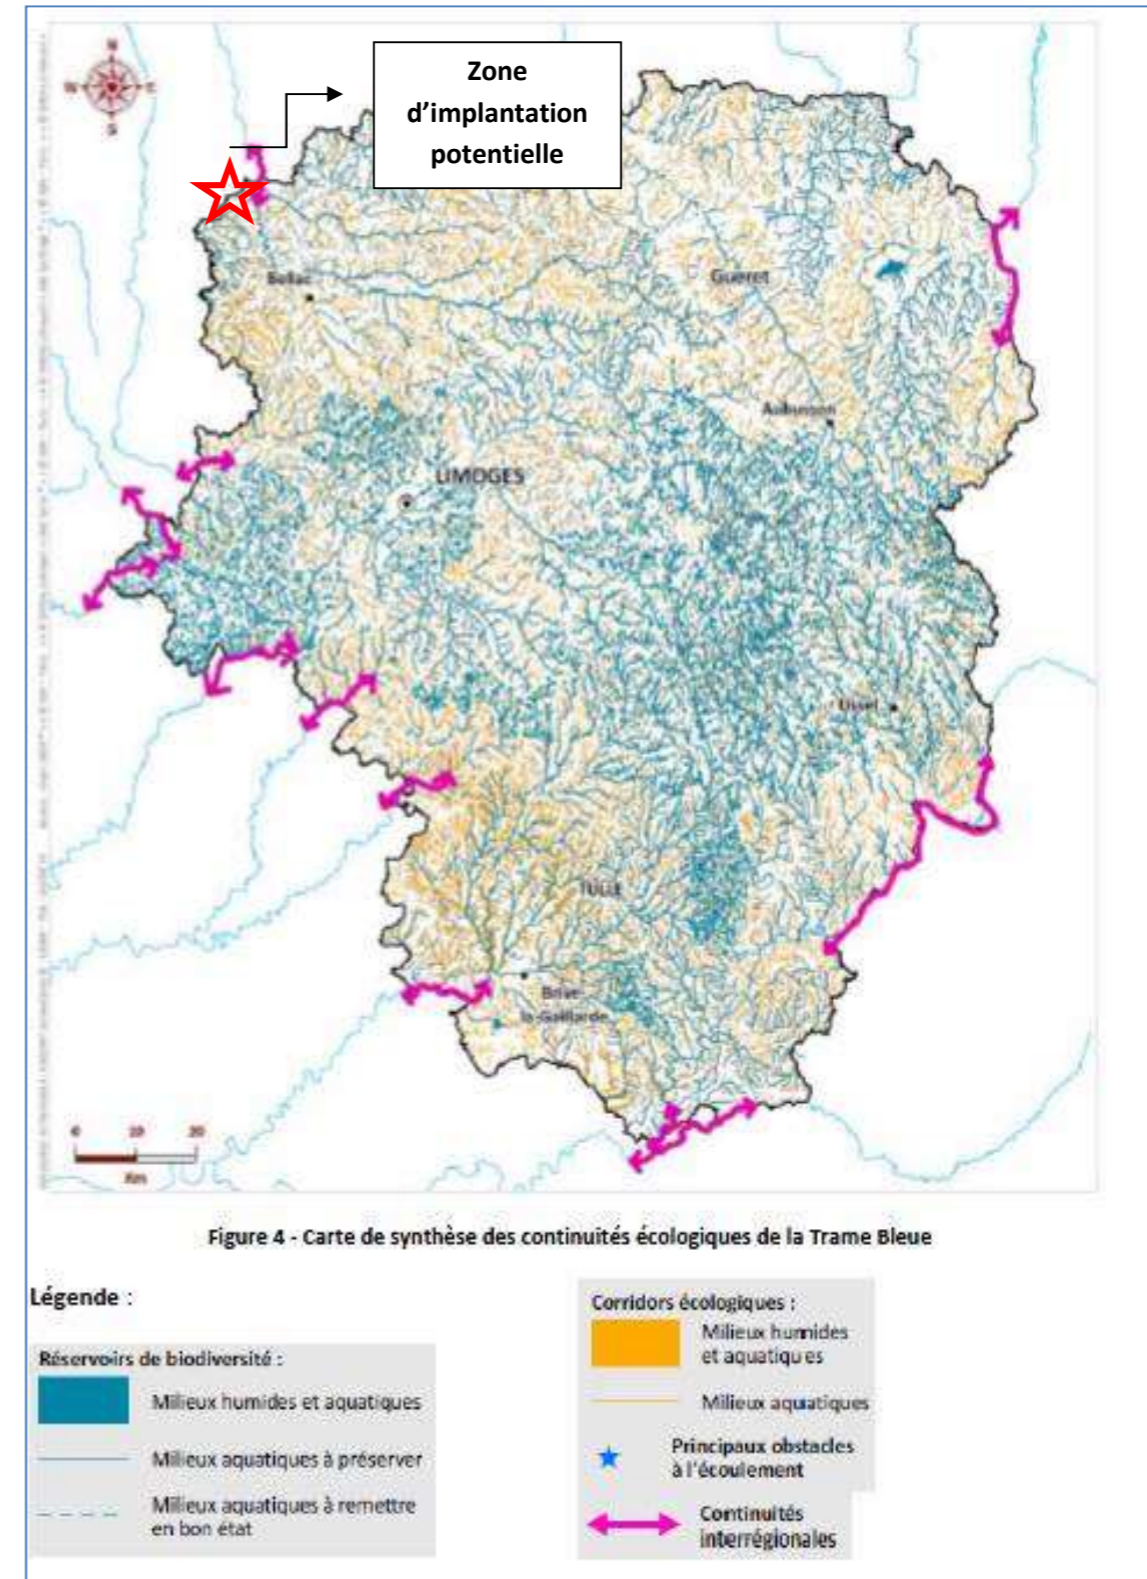 N
W
E
S
Zone
d'implantation
potentielle
Bellac
Guéret
Aubusson
LIMOGES
Ussel
TULLE
Brive-
la-Gaillarde
0 10 20
Km
Figure 4 - Carte de synthèse des continuités écologiques de la Trame Bleue
Légende :
Réservoirs de biodiversité :
Milieux humides et aquatiques
Milieux aquatiques à préserver
Milieux aquatiques à remettre
en bon état
Corridors écologiques :
Milieux humides
et aquatiques
Milieux aquatiques
Principaux obstacles
à l'écoulement
Continuités
interrégionales